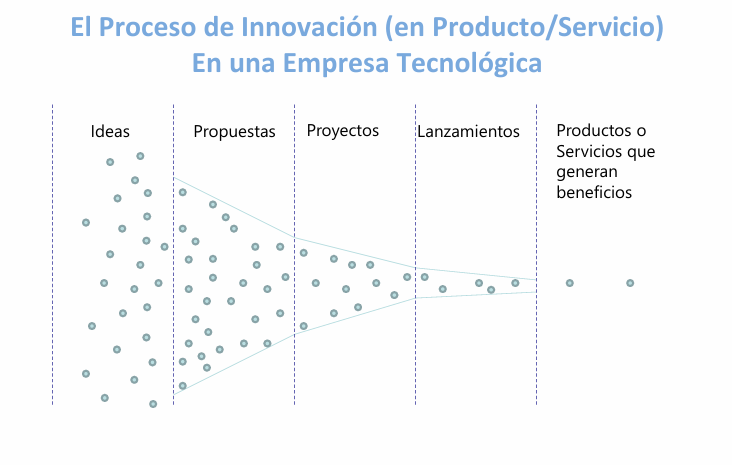 El Proceso de Innovación (en Producto/Servicio)
En una Empresa Tecnológica
Ideas
Propuestas
Proyectos
Lanzamientos
Productos o
Servicios que
generan
beneficios